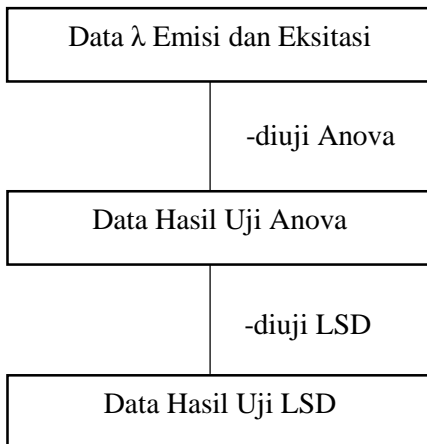 Data λ Emisi dan Eksitasi
-diuji Anova
Data Hasil Uji Anova
-diuji LSD
Data Hasil Uji LSD